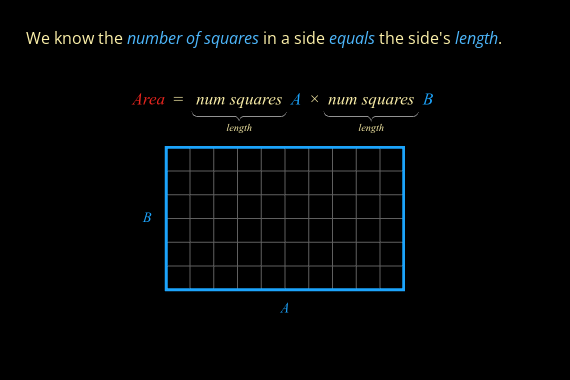 We know the number of squares in a side equals the side's length.
Area = num squares A × num squares B
length length
B
A